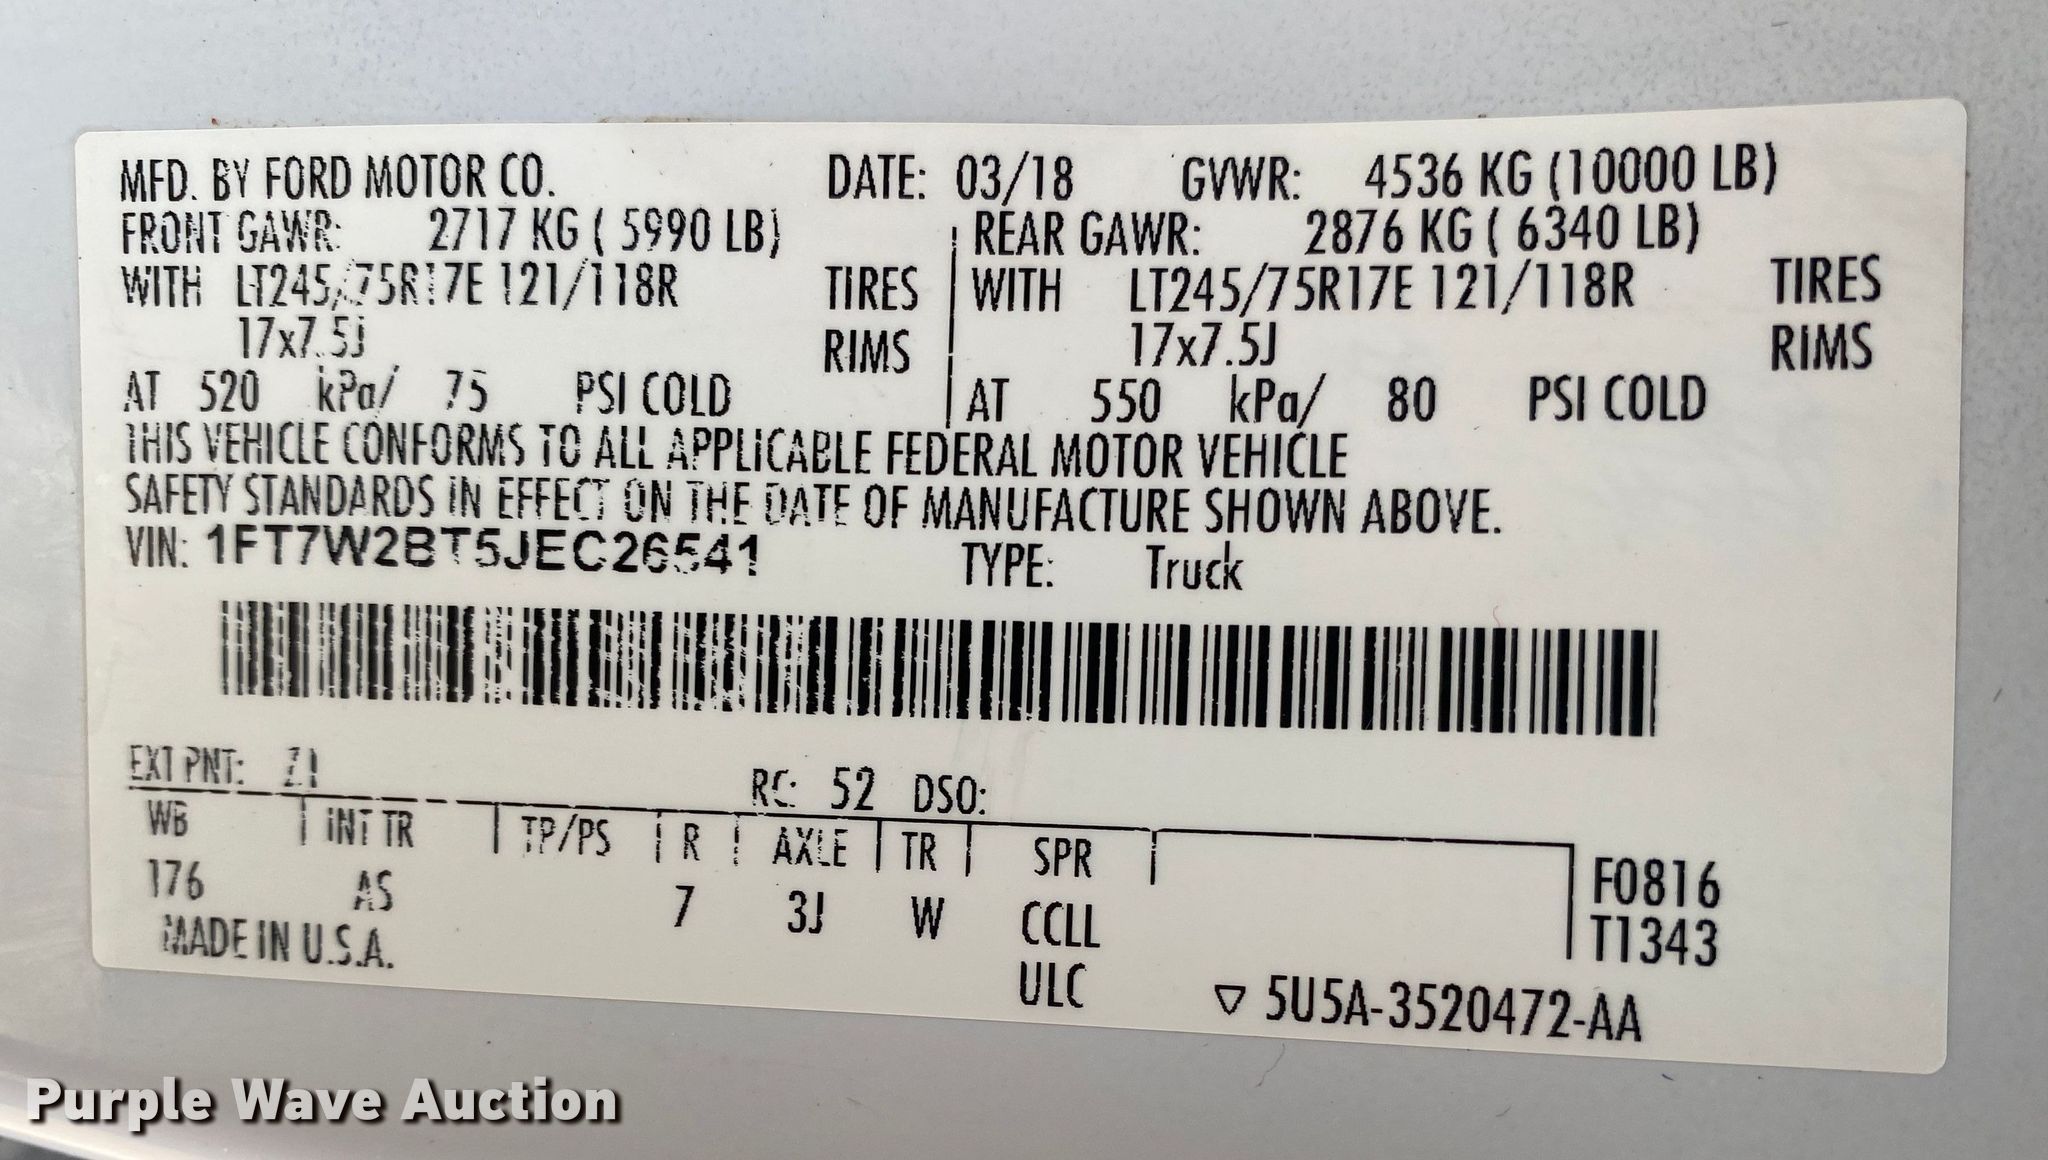 MFD. BY FORD MOTOR CO. DATE: 03/18 GVWR: 4536 KG (10000 LB)
FRONT GAWR: 2717 KG ( 5990 LB) REAR GAWR: 2876 KG ( 6340 LB)
WITH LT245/75R17E 121/118R TIRES WITH LT245/75R17E 121/118R TIRES
17x7.5J RIMS 17x7.5J RIMS
AT 520 kPa/ 75 PSI COLD AT 550 kPa/ 80 PSI COLD
THIS VEHICLE CONFORMS TO ALL APPLICABLE FEDERAL MOTOR VEHICLE
SAFETY STANDARDS IN EFFECT ON THE DATE OF MANUFACTURE SHOWN ABOVE.
VIN: 1FT7W2BT5JEC26541 TYPE: Truck
EXT PNT: Z1 RC: 52 DSO:
WB INT TR TP/PS R AXLE TR SPR
176 AS 7 3J W CCLL F0816
MADE IN U.S.A. ULC T1343
▽ 5U5A-3520472-AA
Purple Wave Auction